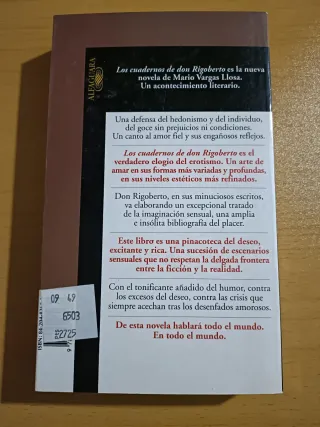 Los cuadernos de don Rigoberto es la nueva
novela de Mario Vargas Llosa.
Un acontecimiento literario.
ALFAGUARA
Una defensa del hedonismo y del individuo,
del goce sin prejuicios ni condiciones.
Un canto al amor fiel y sus engañosos reflejos.
Los cuadernos de don Rigoberto es el
verdadero elogio del erotismo. Un arte de
amar en sus formas más variadas y profundas,
en sus niveles estéticos más refinados.
Don Rigoberto, en sus minuciosos escritos,
va elaborando un excepcional tratado
de la imaginación sensual, una amplia
e insólita bibliografía del placer.
Este libro es una pinacoteca del deseo,
excitante y rica. Una sucesión de escenarios
sensuales que no respetan la delgada frontera
entre la ficción y la realidad.
Con el tonificante añadido del humor, contra
los excesos del deseo, contra las crisis que
siempre acechan tras los desenfados amorosos.
De esta novela hablará todo el mundo.
En todo el mundo.
09 49
6503
2725
ISBN: 84-204-